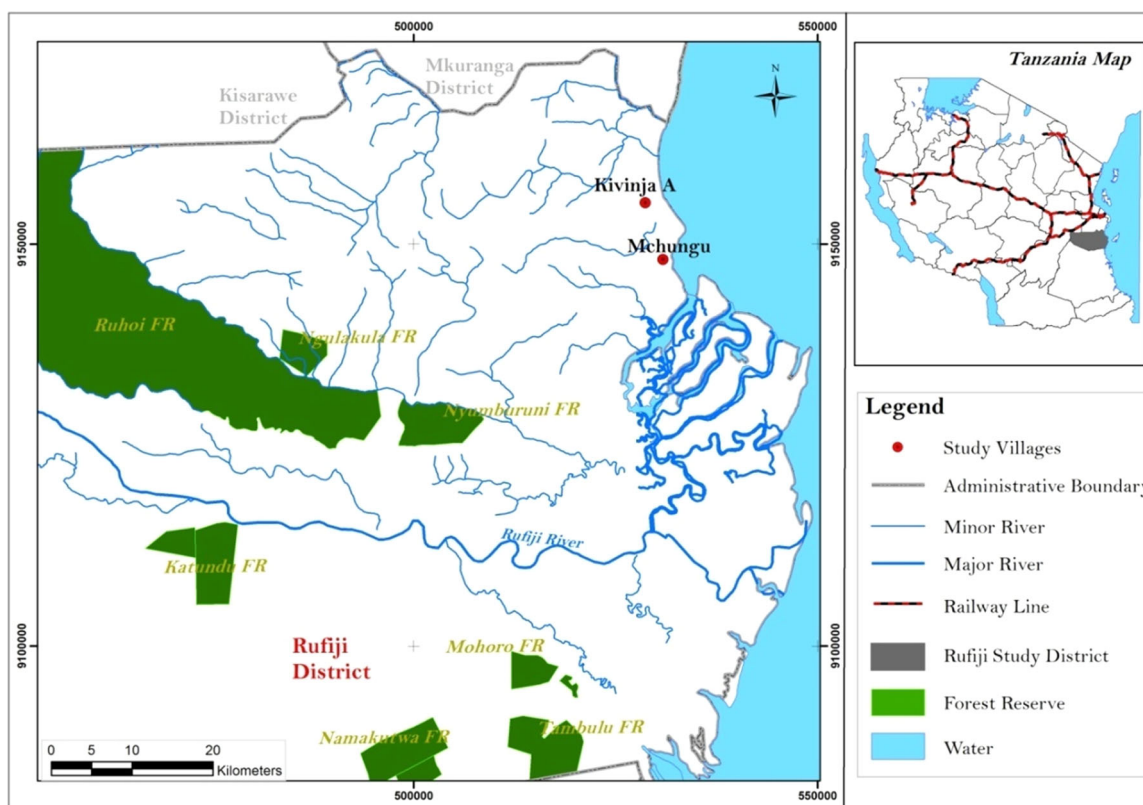 500000
550000
Kisarawe
District
Mkuranga
District
N
Kivinja A
9150000
9150000
Mchungu
Ruhoi FR
Ngulakula FR
Nyumburuni FR
Rufiji River
Katundu FR
9100000
9100000
Rufiji
District
Mohoro FR
Namakutwa FR
Tambulu FR
0 5 10 20
Kilometers
500000
550000
Tanzania Map
Legend
Study Villages
Administrative Boundary
Minor River
Major River
Railway Line
Rufiji Study District
Forest Reserve
Water